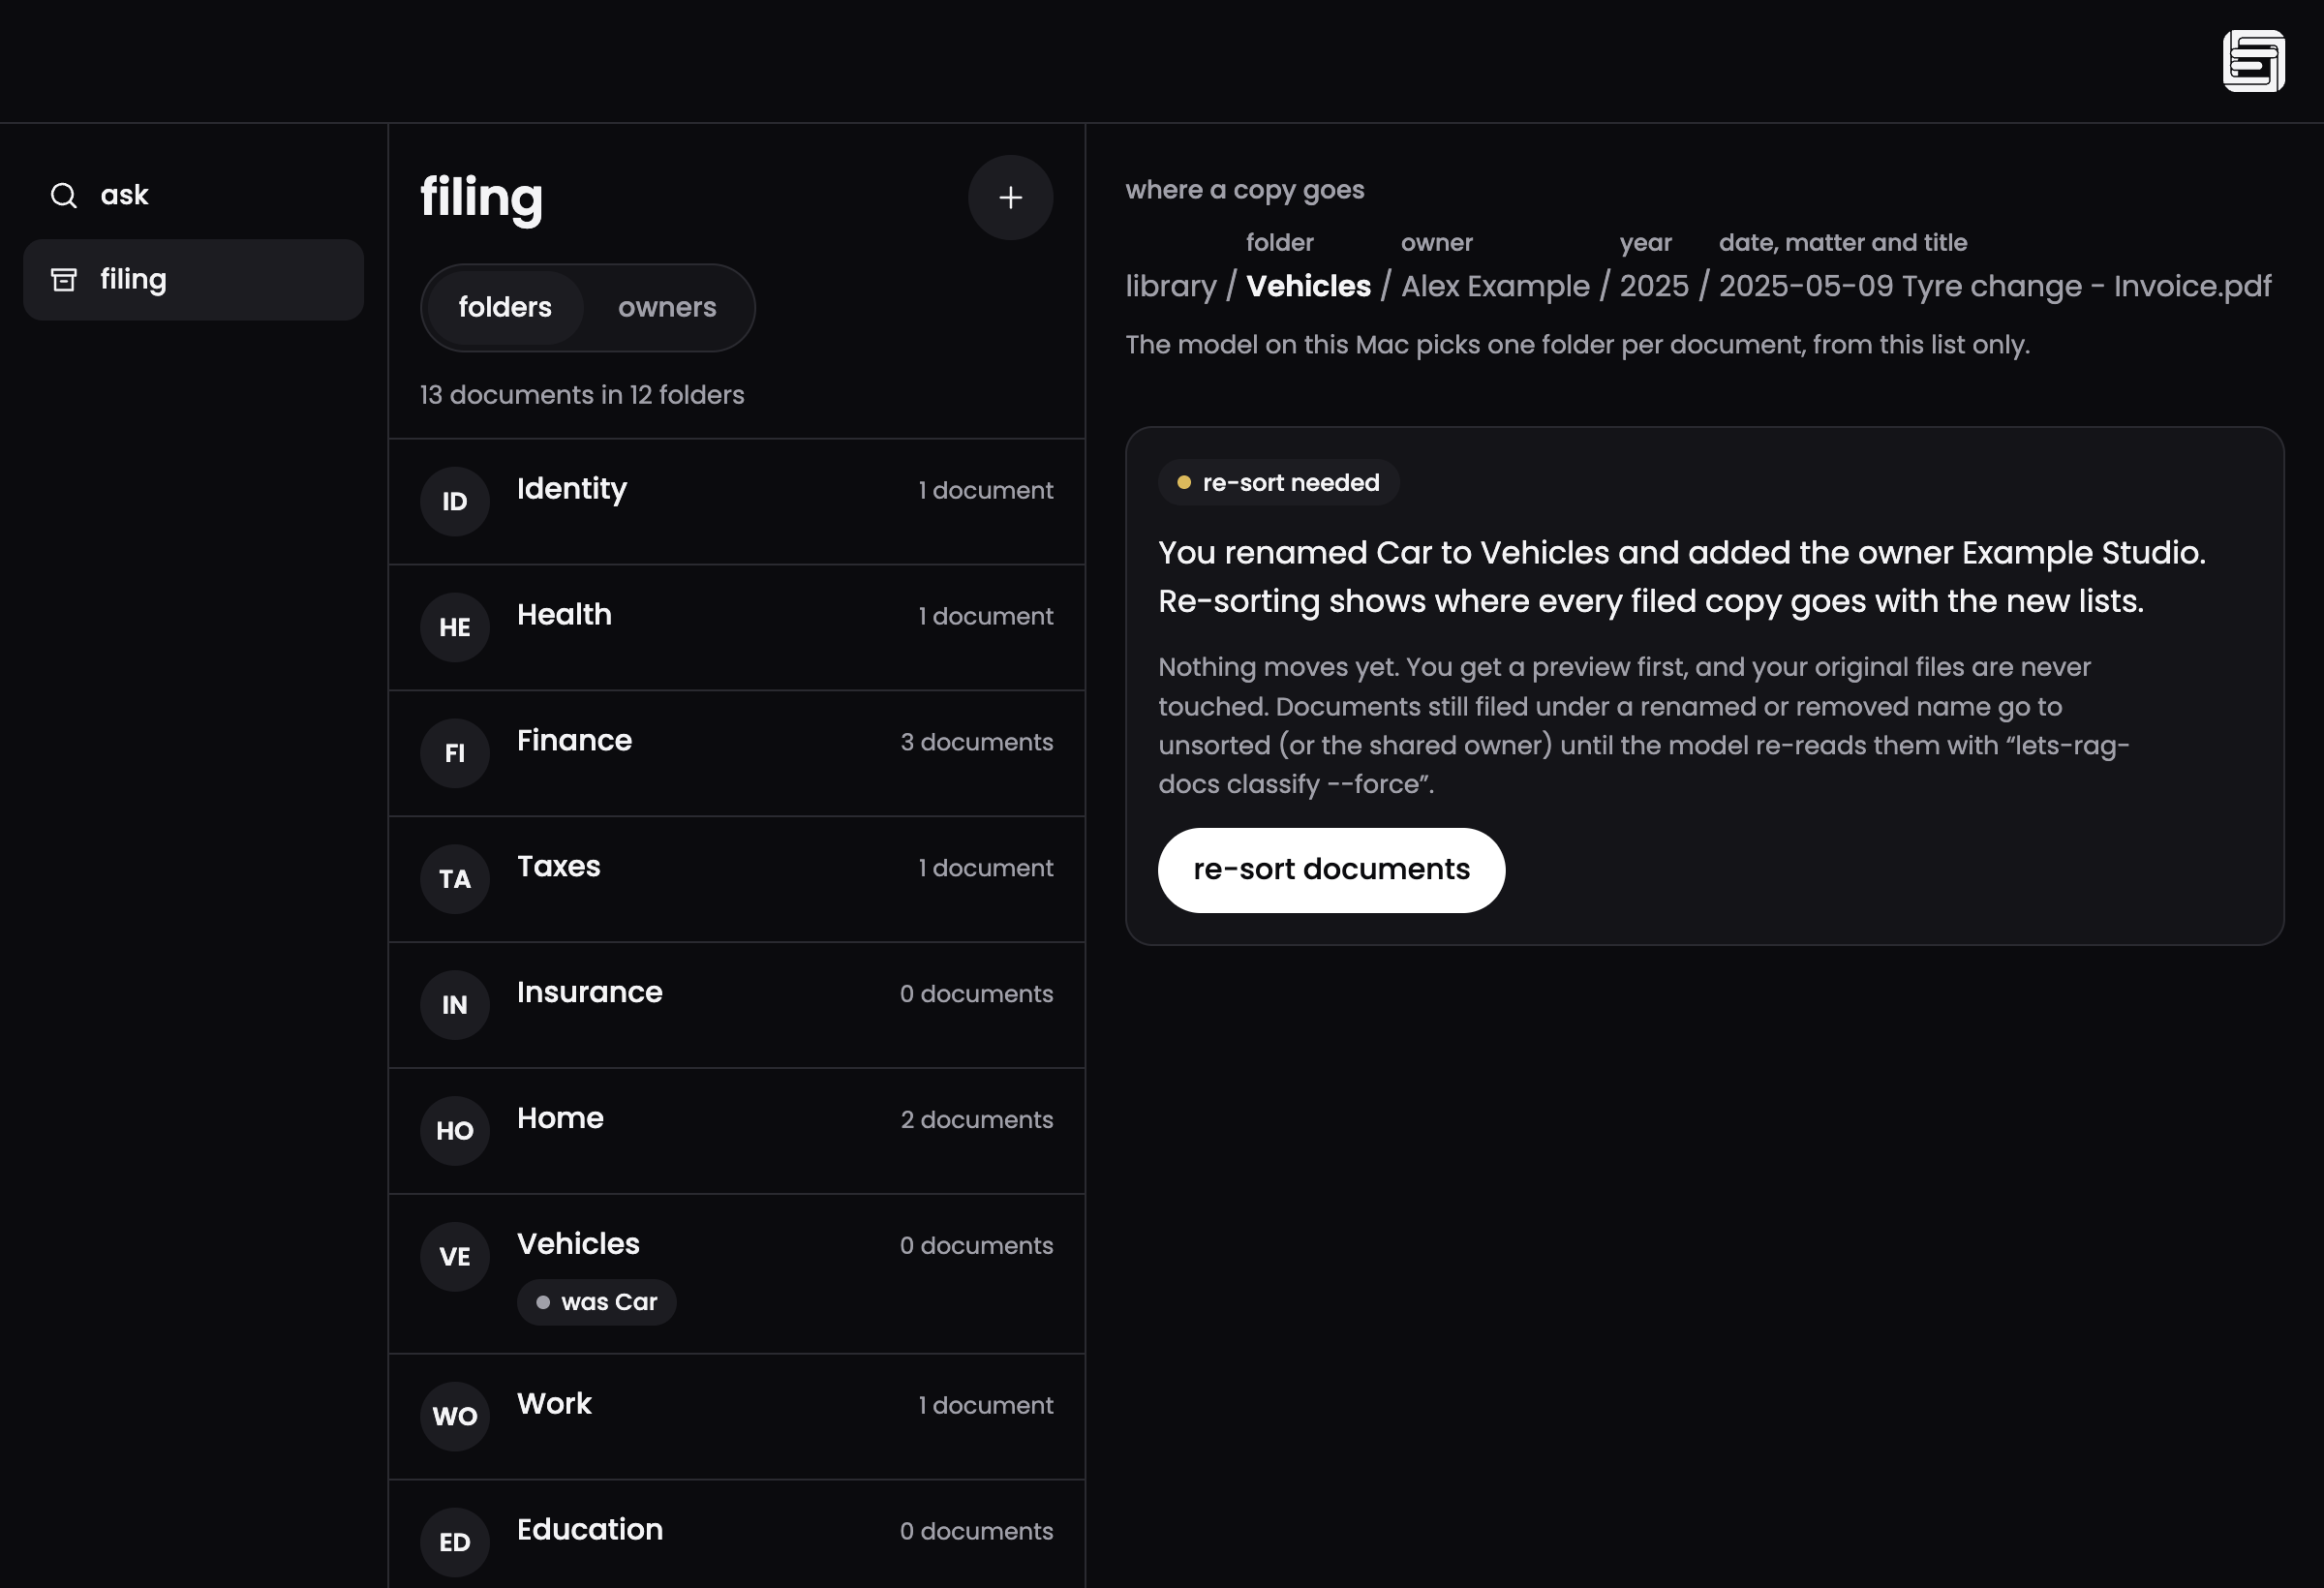 ask
filing
filing
+
folders owners
13 documents in 12 folders
ID Identity 1 document
HE Health 1 document
FI Finance 3 documents
TA Taxes 1 document
IN Insurance 0 documents
HO Home 2 documents
VE Vehicles 0 documents
was Car
WO Work 1 document
ED Education 0 documents
where a copy goes
folder owner year date, matter and title
library / Vehicles / Alex Example / 2025 / 2025-05-09 Tyre change - Invoice.pdf
The model on this Mac picks one folder per document, from this list only.
re-sort needed
You renamed Car to Vehicles and added the owner Example Studio.
Re-sorting shows where every filed copy goes with the new lists.
Nothing moves yet. You get a preview first, and your original files are never
touched. Documents still filed under a renamed or removed name go to
unsorted (or the shared owner) until the model re-reads them with “lets-rag-
docs classify --force”.
re-sort documents